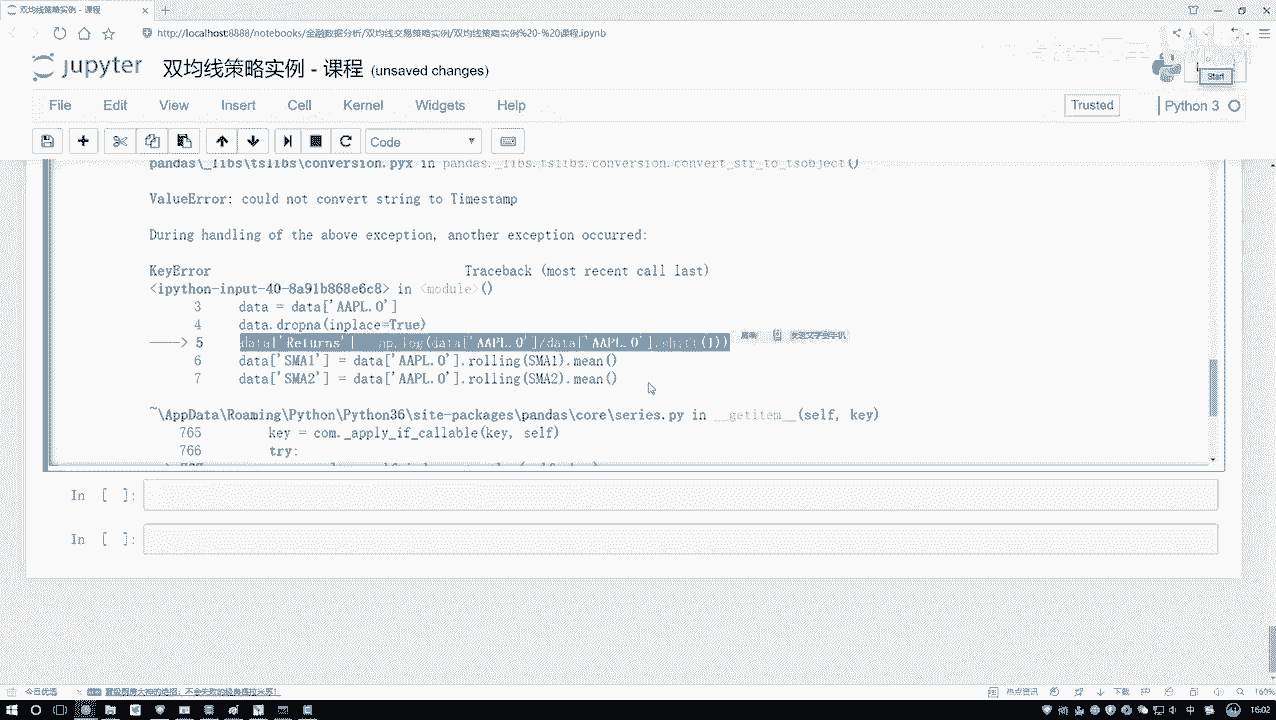 双均线策略实例 - 课程
http://localhost:8888/notebooks/金融数据分析/双均线交易策略实例/双均线策略实例%20-%20课程.ipynb
jupyter 双均线策略实例 - 课程 (unsaved changes)
Start
File Edit View Insert Cell Kernel Widgets Help
Trusted Python 3
Code
pandas\_libs\tslibs\conversion.pyx in pandas._libs.tslibs.conversion.convert_str_to_tsobject()
ValueError: could not convert string to Timestamp
During handling of the above exception, another exception occurred:
KeyError Traceback (most recent call last)
<ipython-input-40-8a91b868e6c8> in <module>()
3 data = data['AAPL.O']
4 data.dropna(inplace=True)
----> 5 data['Returns'] = np.log(data['AAPL.O']/data['AAPL.O'].shift(1))
6 data['SMA1'] = data['AAPL.O'].rolling(SMA1).mean()
7 data['SMA2'] = data['AAPL.O'].rolling(SMA2).mean()
~\AppData\Roaming\Python\Python36\site-packages\pandas\core\series.py in __getitem__(self, key)
765 key = com._apply_if_callable(key, self)
766 try:
In [ ]:
In [ ]:
今日优选
热点资讯
下载
160%
中
16:02